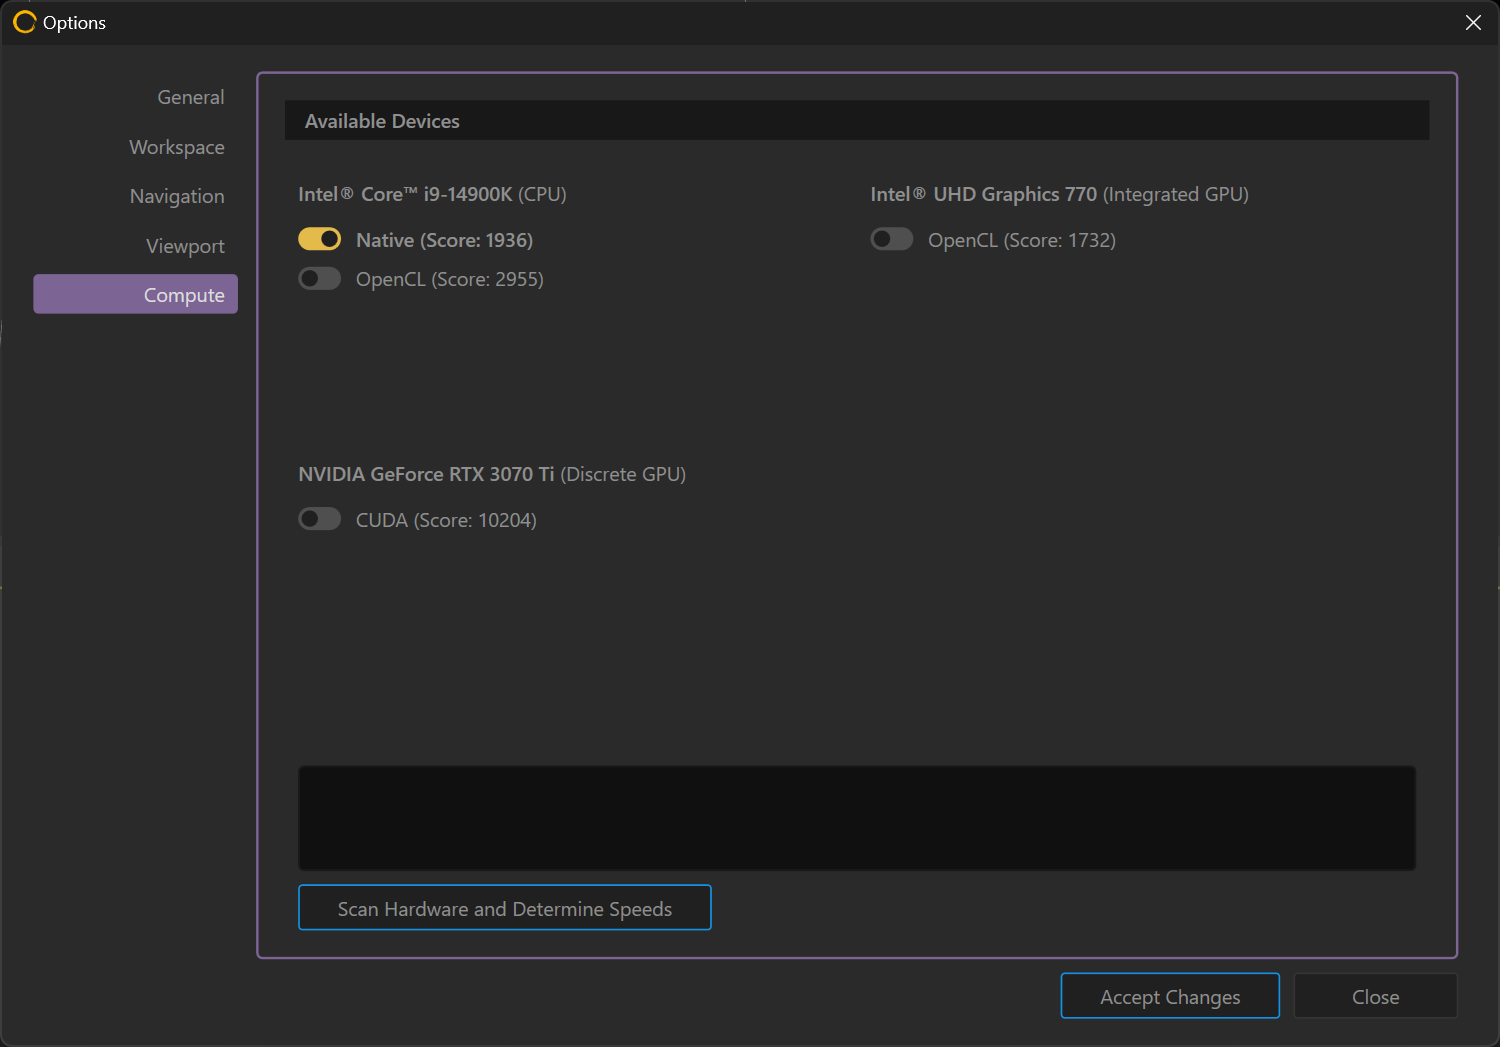 Options
General
Workspace
Navigation
Viewport
Compute
Available Devices
Intel® Core™ i9-14900K (CPU)
Native (Score: 1936)
OpenCL (Score: 2955)
Intel® UHD Graphics 770 (Integrated GPU)
OpenCL (Score: 1732)
NVIDIA GeForce RTX 3070 Ti (Discrete GPU)
CUDA (Score: 10204)
Scan Hardware and Determine Speeds
Accept Changes
Close